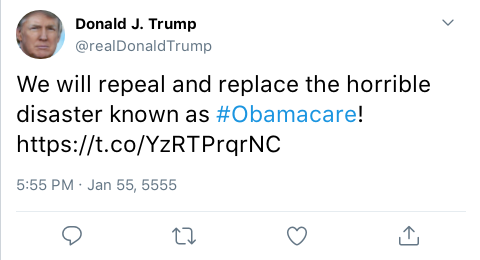 Donald J. Trump
@realDonaldTrump
We will repeal and replace the horrible
disaster known as #Obamacare!
https://t.co/YzRTPrqrNC
5:55 PM · Jan 55, 5555